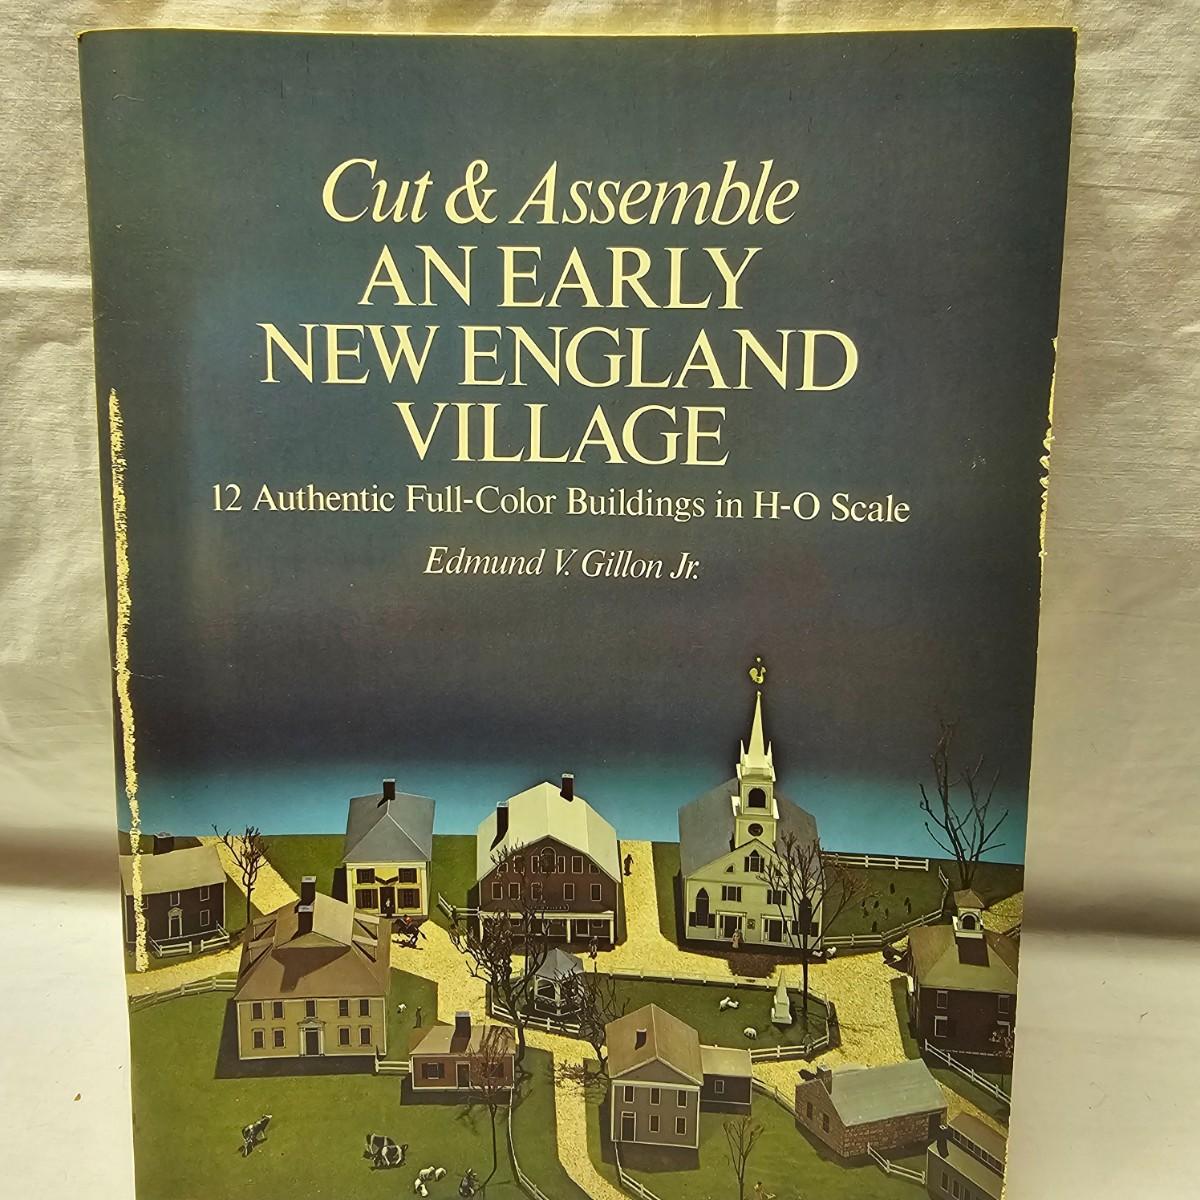 Cut & Assemble
AN EARLY
NEW ENGLAND
VILLAGE
12 Authentic Full-Color Buildings in H-O Scale
Edmund V. Gillon Jr.